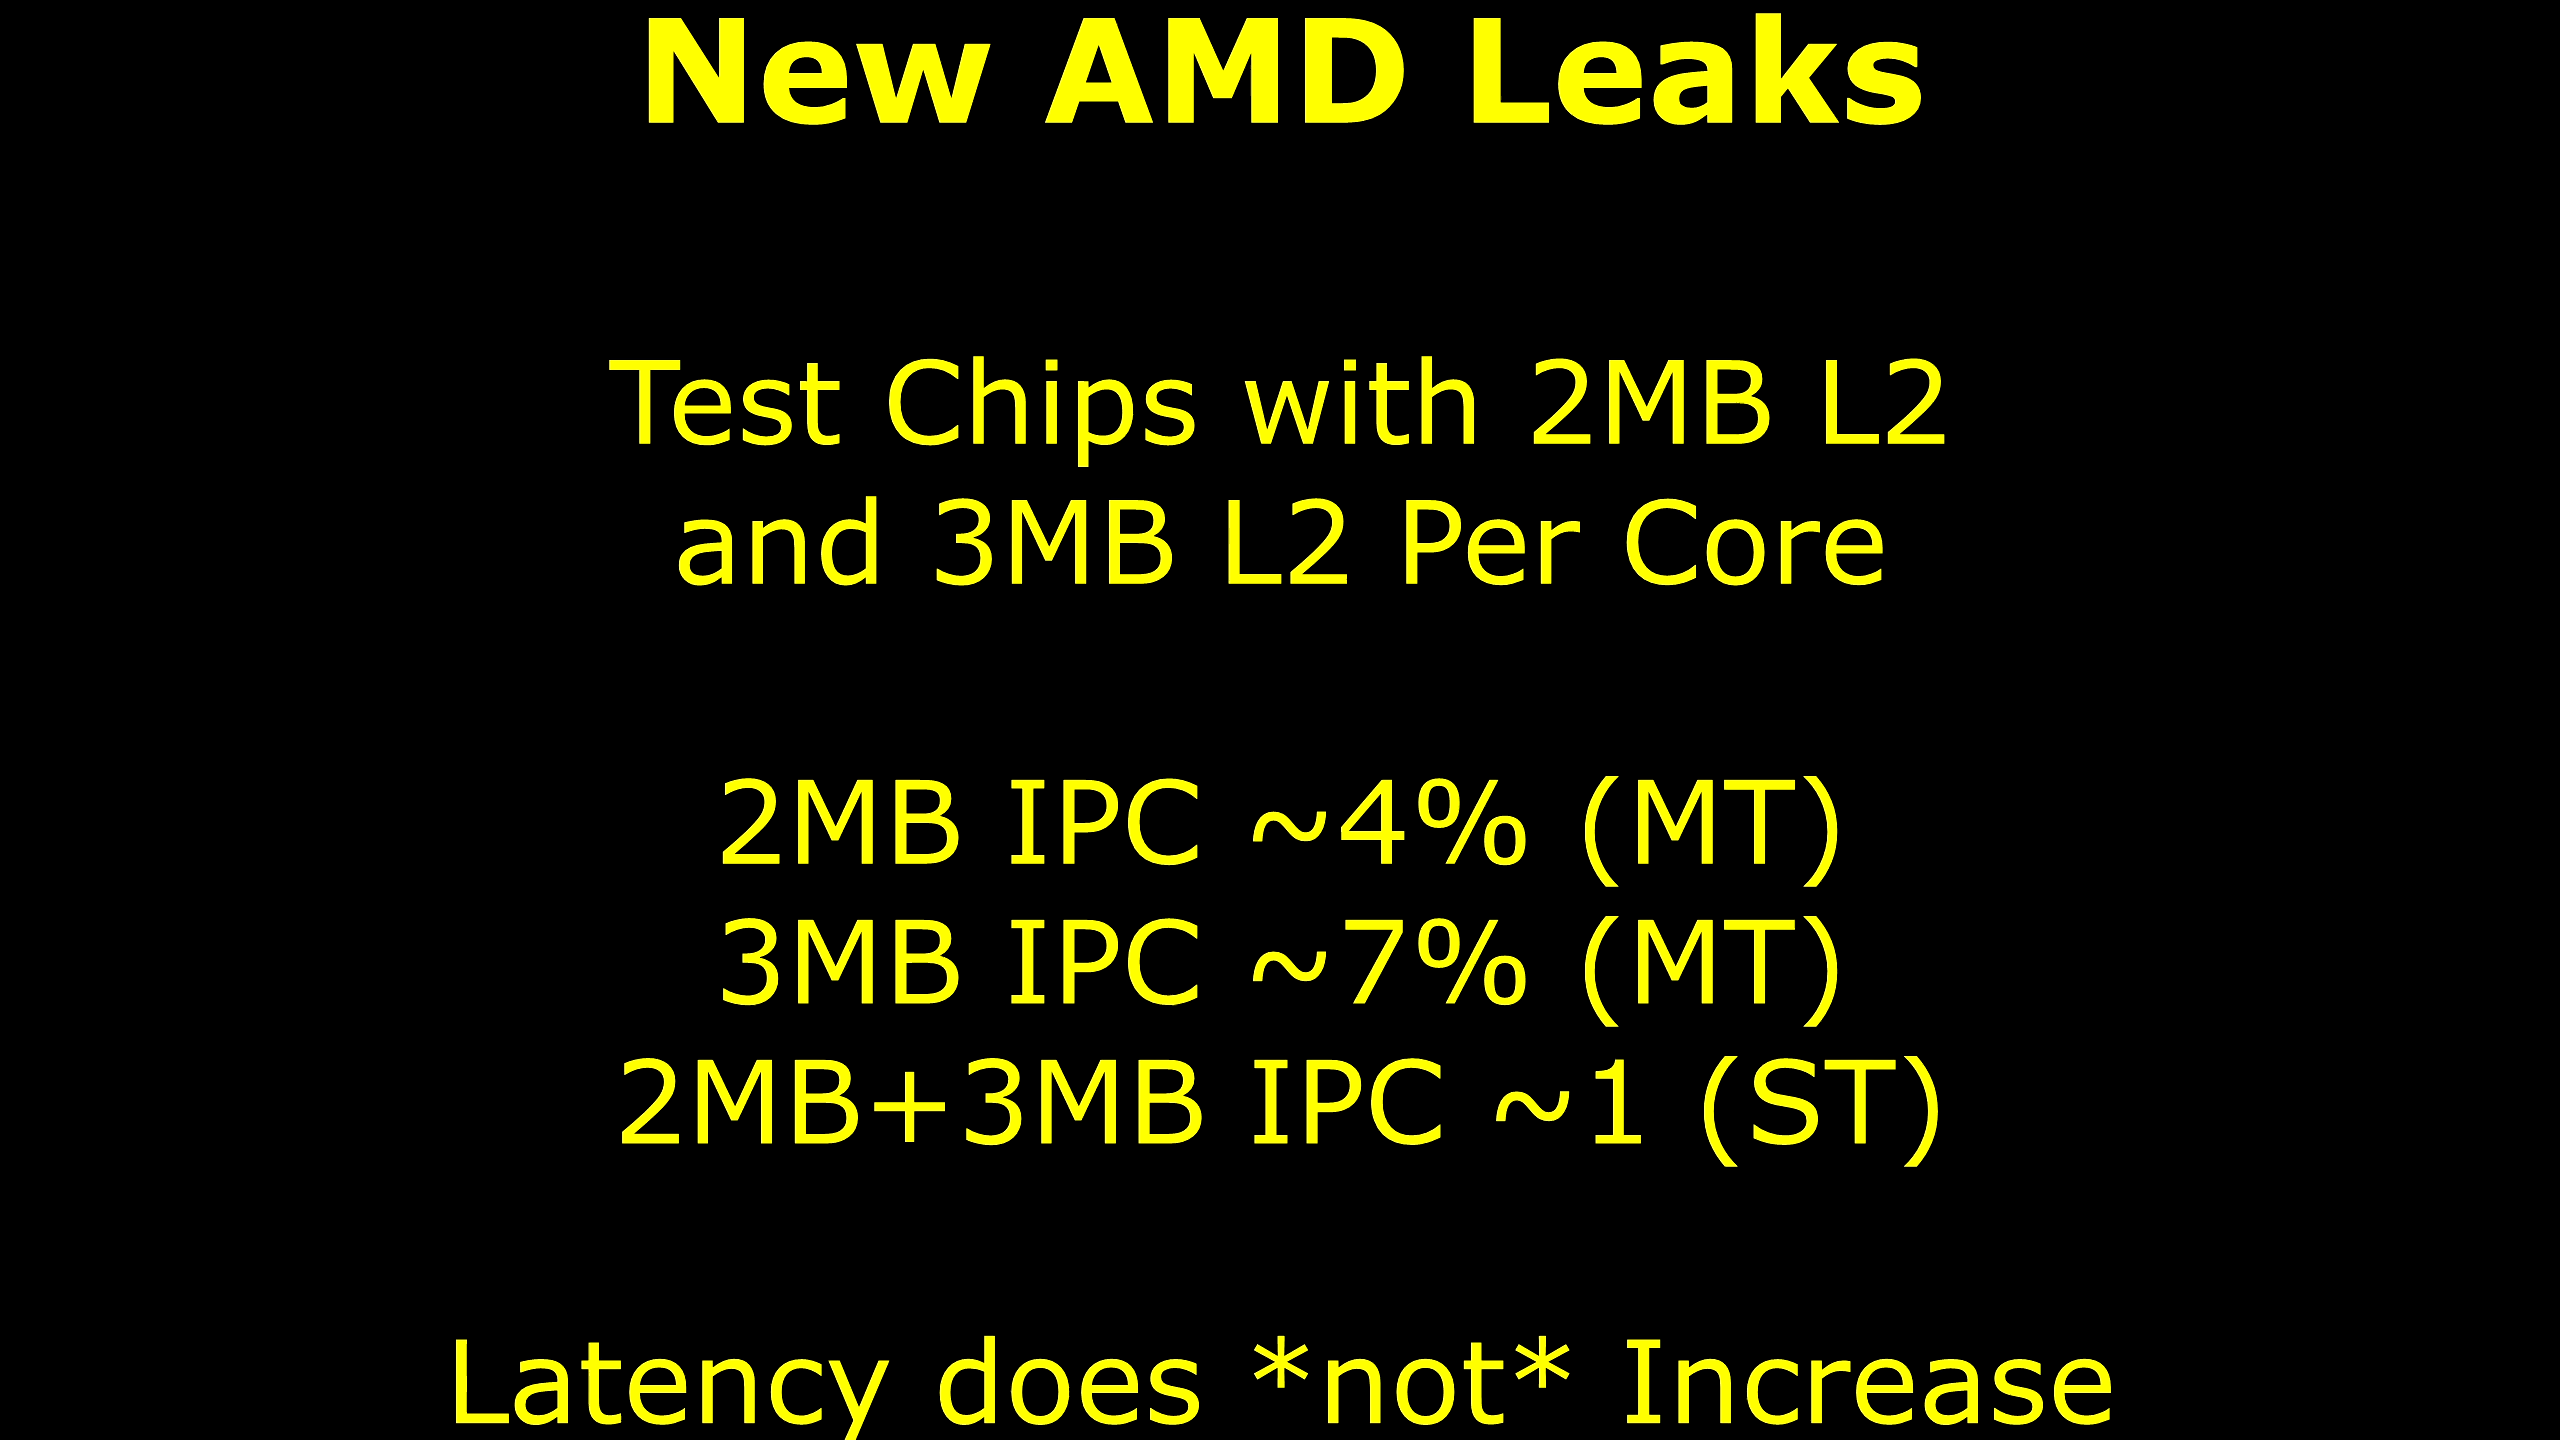 New AMD Leaks
Test Chips with 2MB L2
and 3MB L2 Per Core
2MB IPC ~4% (MT)
3MB IPC ~7% (MT)
2MB+3MB IPC ~1 (ST)
Latency does *not* Increase